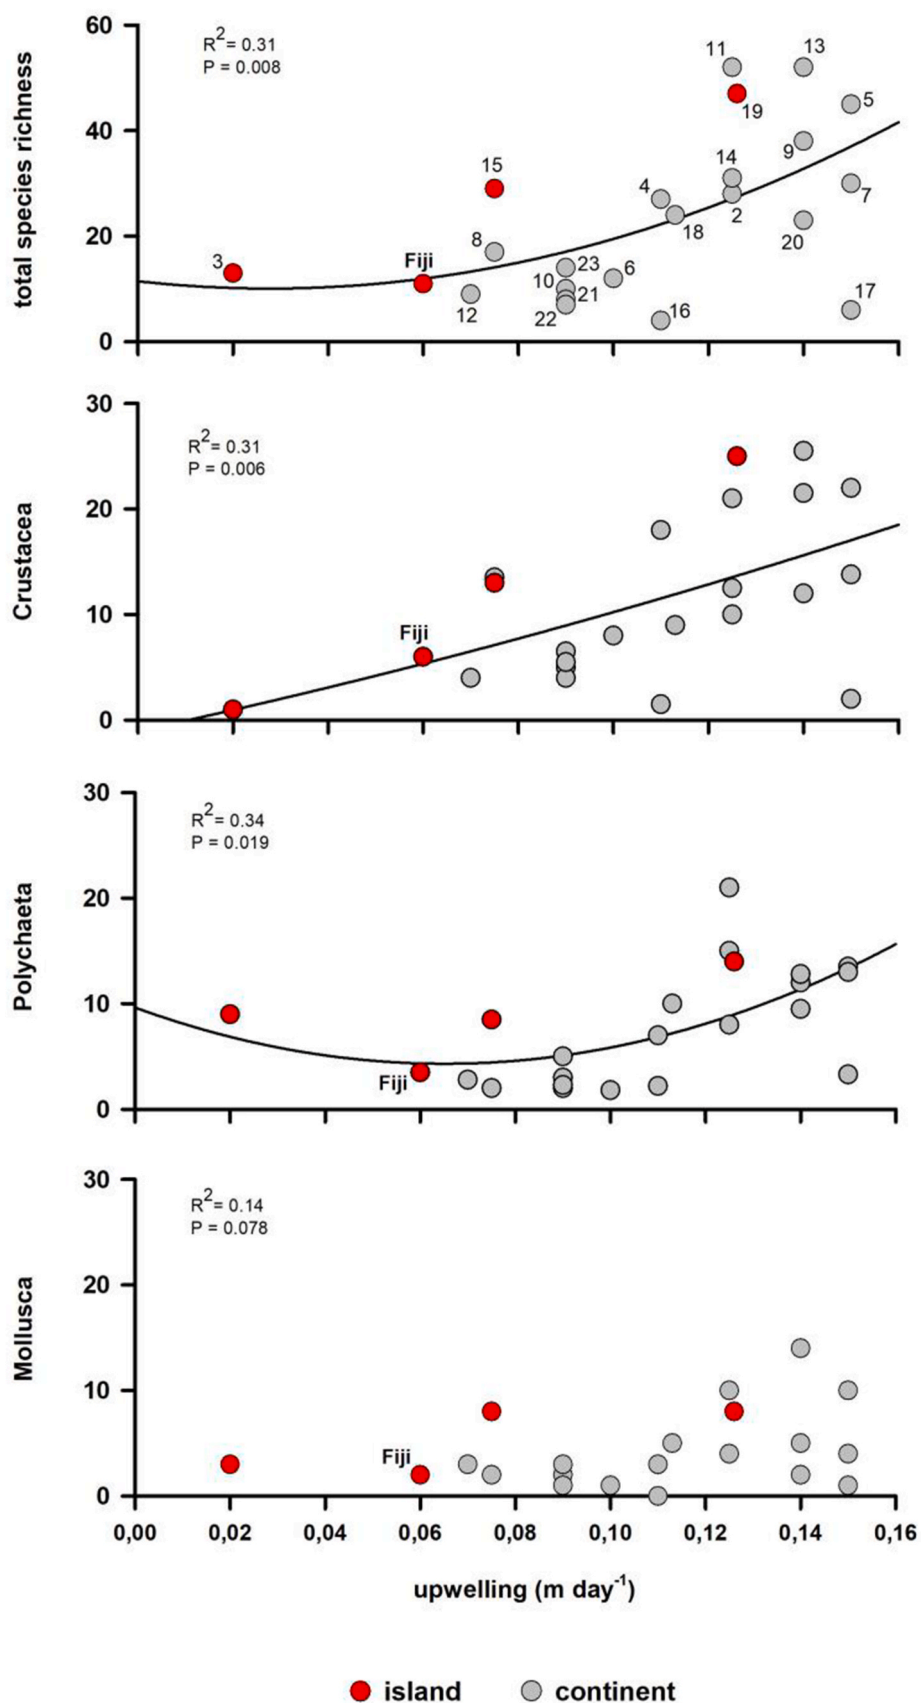 60
40
20
0
total species richness
R2= 0.31
P = 0.008
11
13
5
19
15
14
9
4
7
2
18
20
8
Fiji
3
23
6
10
21
12
22
16
17
30
20
10
0
Crustacea
R2= 0.31
P = 0.006
Fiji
30
20
10
0
Polychaeta
R2= 0.34
P = 0.019
Fiji
30
20
10
0
Mollusca
R2= 0.14
P = 0.078
Fiji
0,00 0,02 0,04 0,06 0,08 0,10 0,12 0,14 0,16
upwelling (m day-1)
island continent